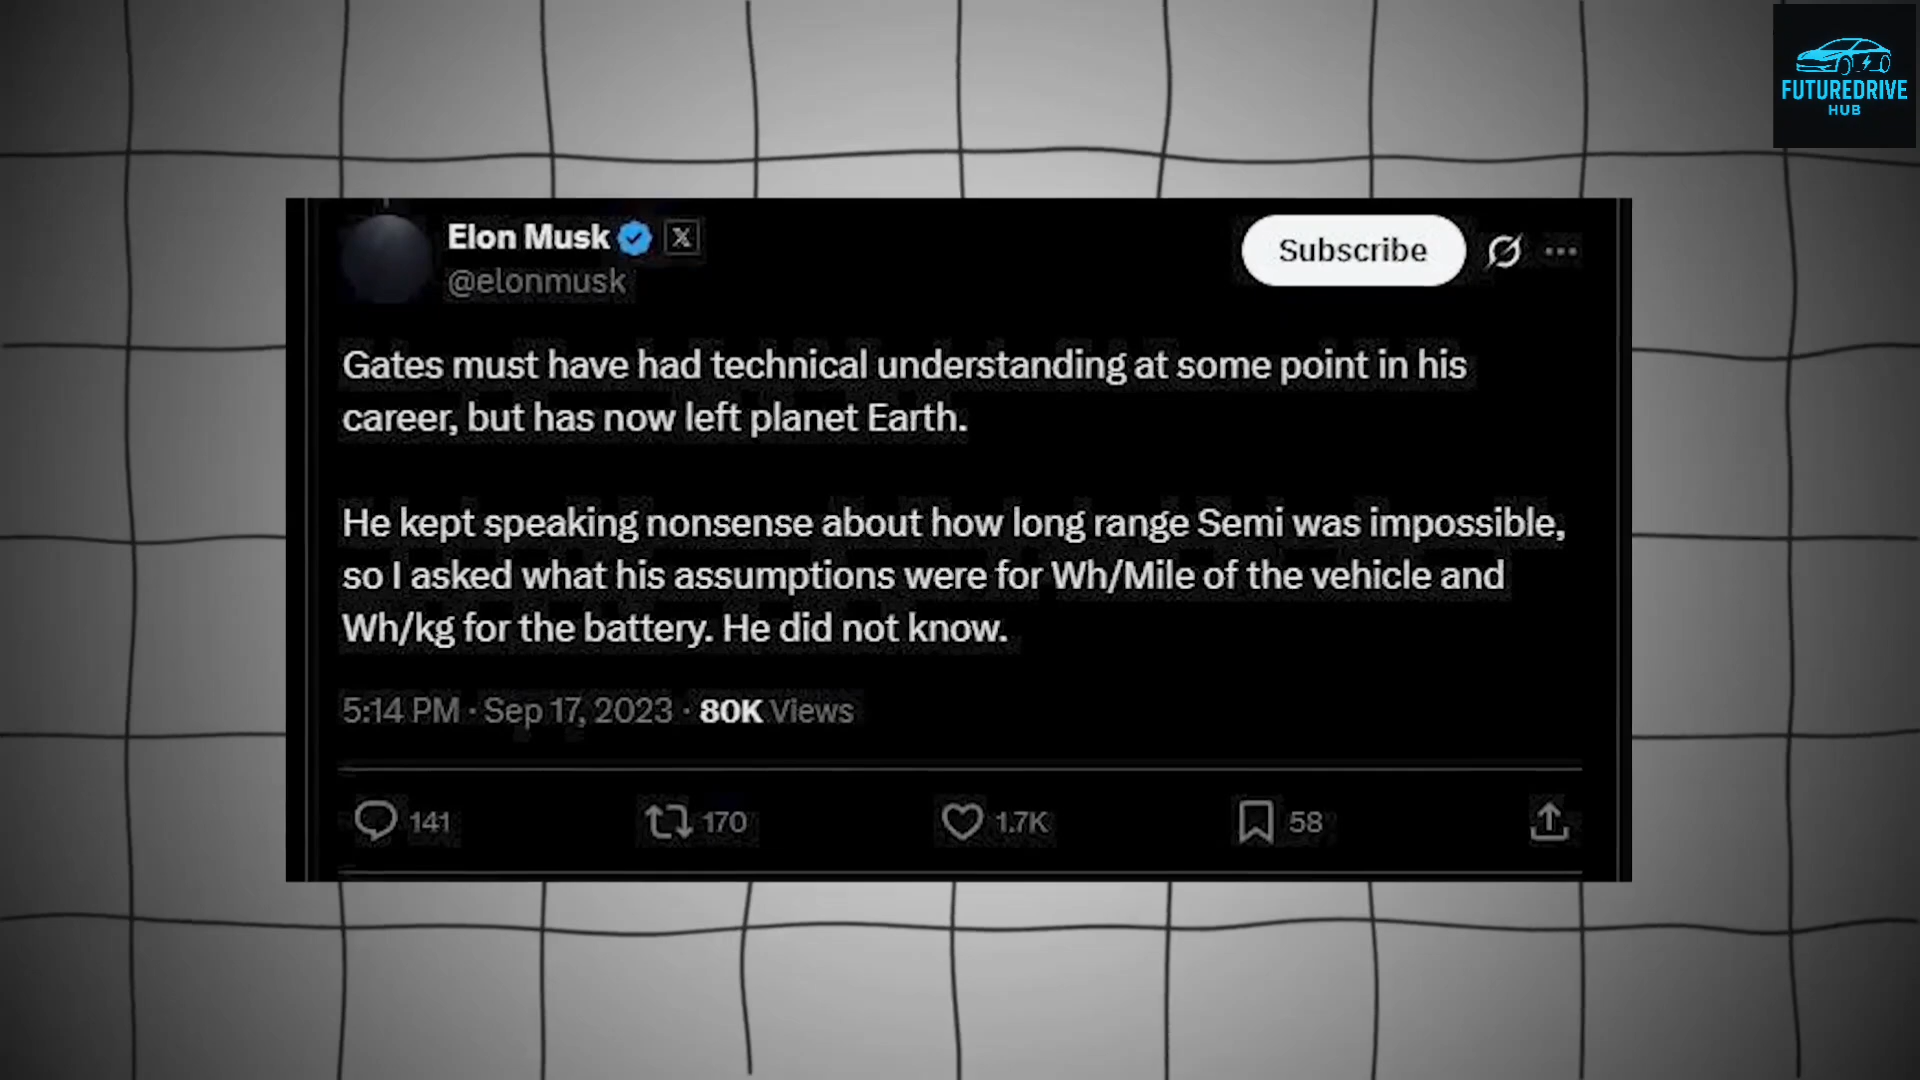 FUTUREDRIVE
HUB
Elon Musk
@elonmusk
Subscribe
Gates must have had technical understanding at some point in his
career, but has now left planet Earth.
He kept speaking nonsense about how long range Semi was impossible,
so I asked what his assumptions were for Wh/Mile of the vehicle and
Wh/kg for the battery. He did not know.
5:14 PM · Sep 17, 2023 · 80K Views
141 170 1.7K 58